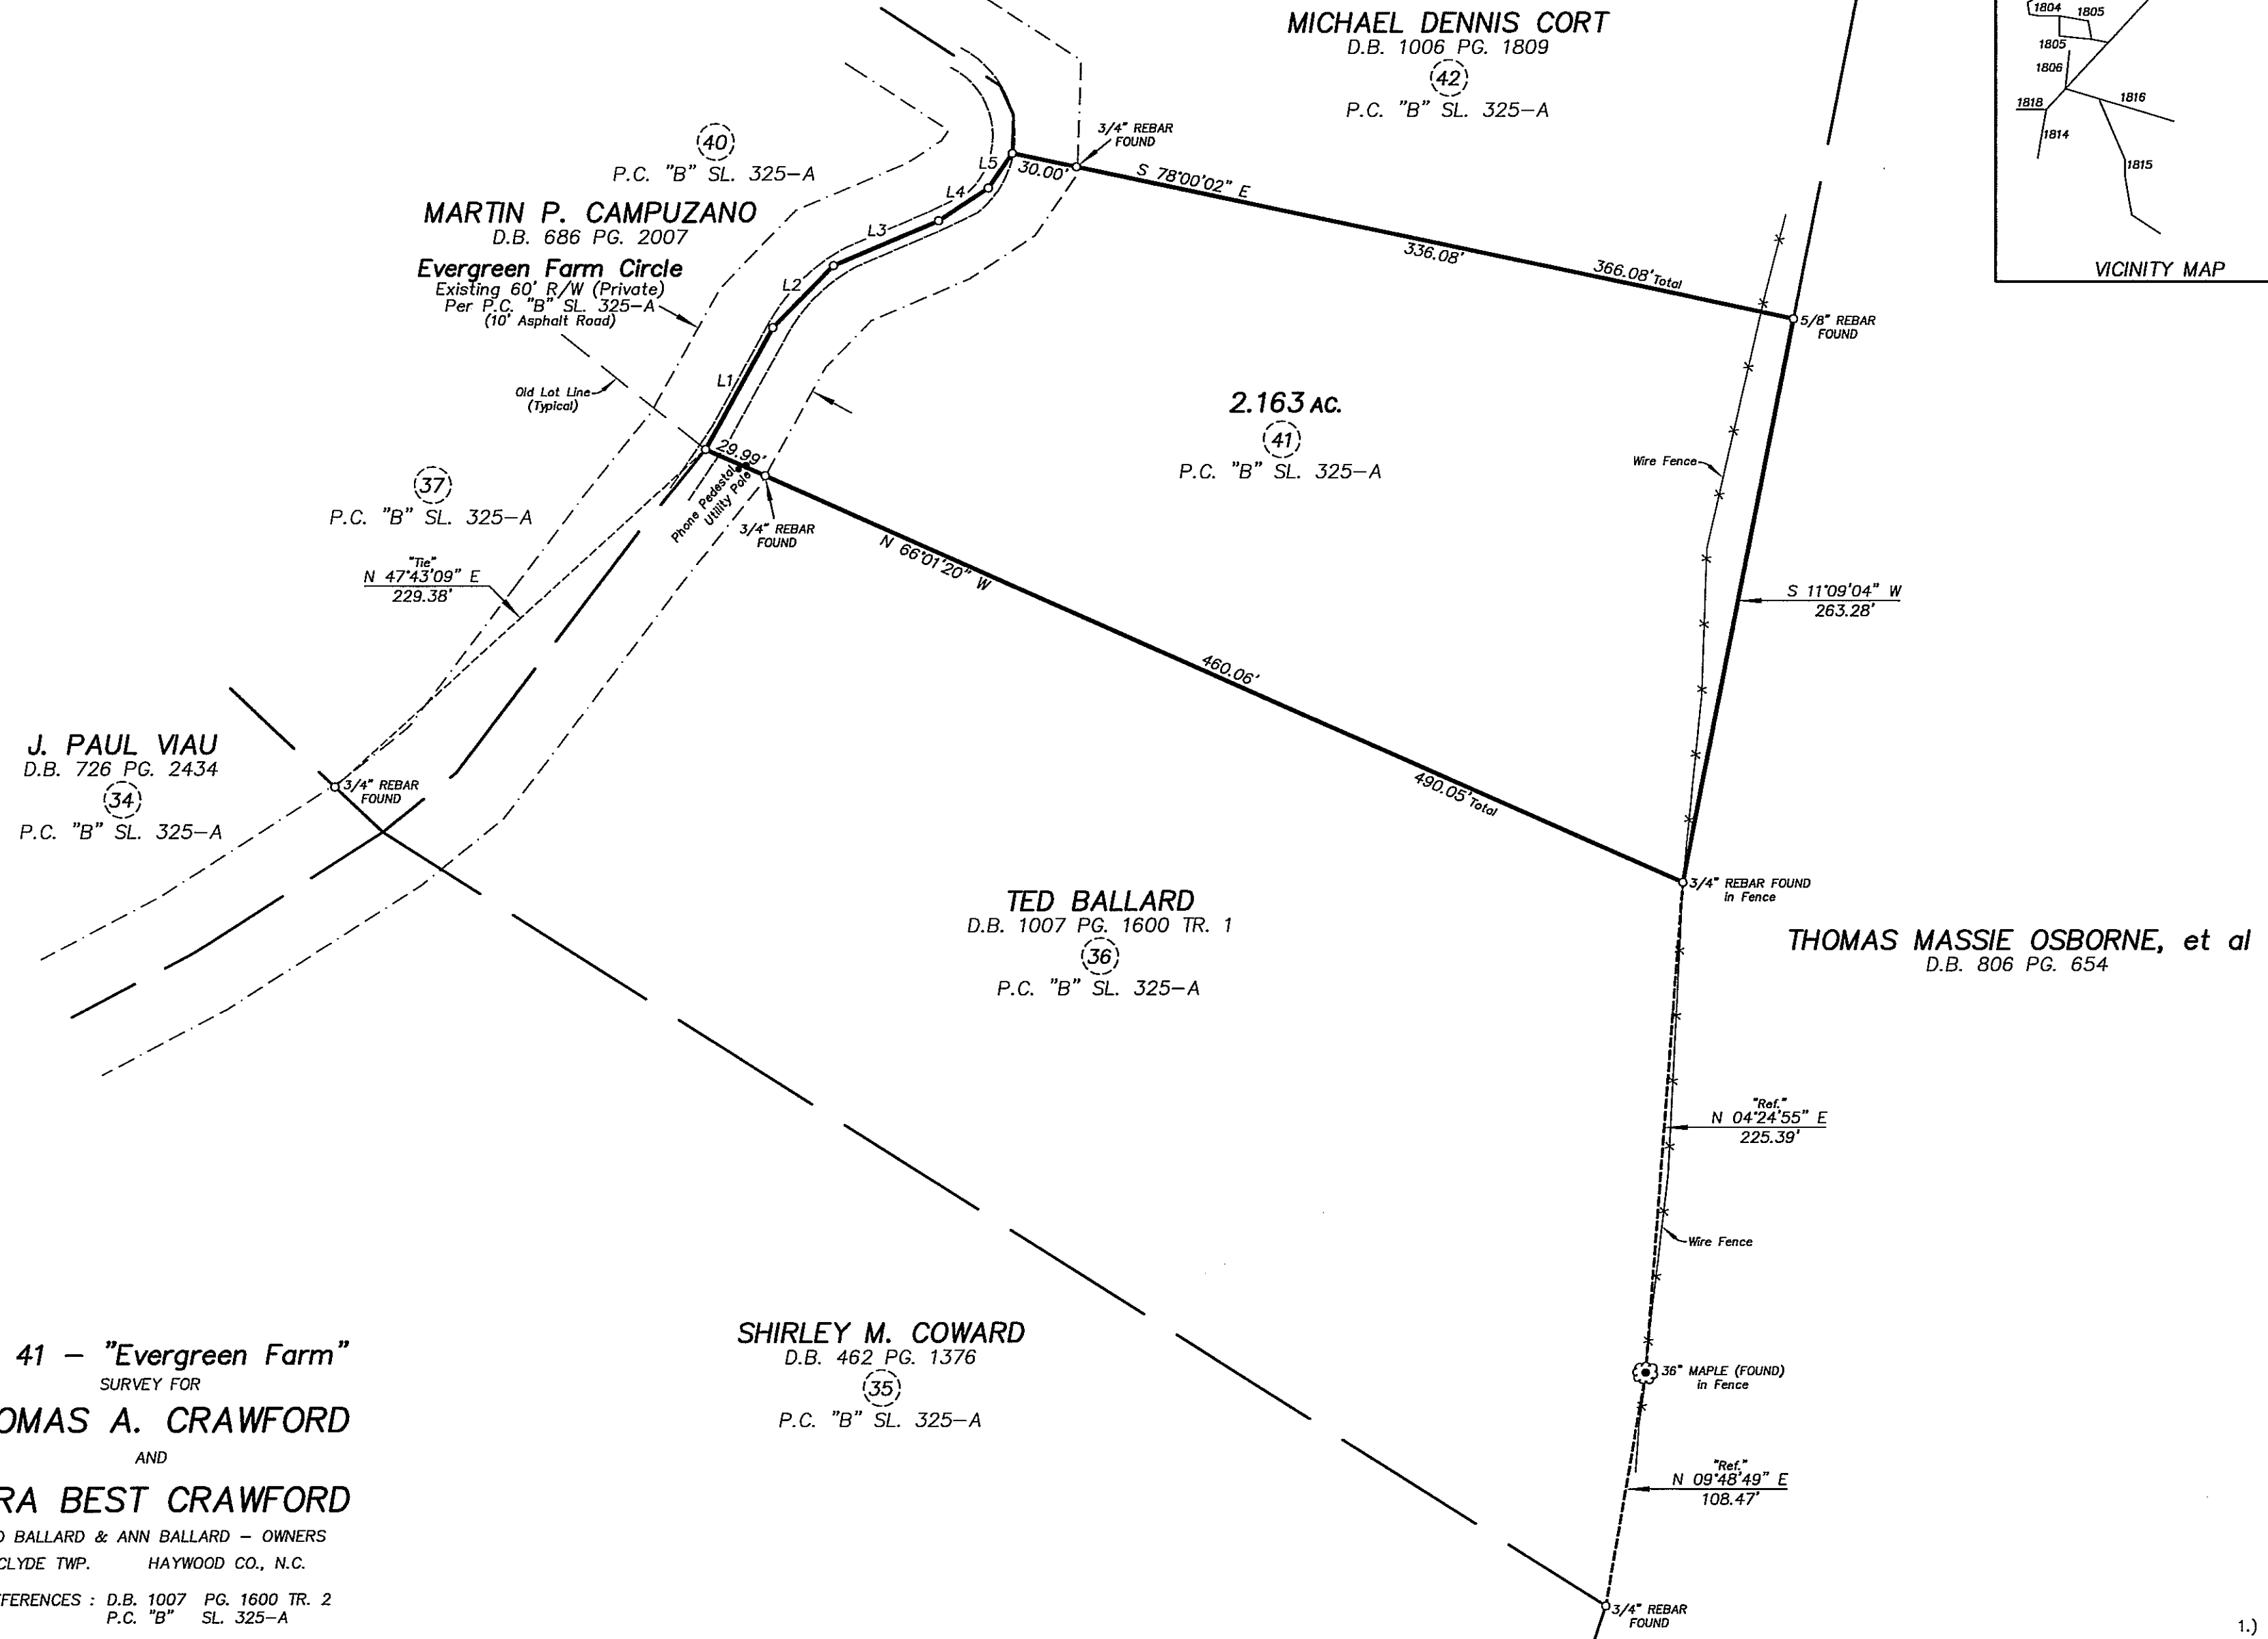 MICHAEL DENNIS CORT
D.B. 1006 PG. 1809
42
P.C. "B" SL. 325-A
1804
1805
1805
1806
1818
1816
1814
1815
VICINITY MAP
40
P.C. "B" SL. 325-A
MARTIN P. CAMPUZANO
D.B. 686 PG. 2007
Evergreen Farm Circle
Existing 60' R/W (Private)
Per P.C. "B" SL. 325-A
(10' Asphalt Road)
Old Lot Line
(Typical)
L5
L4
L3
L2
L1
30.00'
3/4" REBAR
FOUND
S 78°00'02" E
336.08'
366.08' Total
5/8" REBAR
FOUND
2.163 AC.
41
P.C. "B" SL. 325-A
Wire Fence
29.99'
Phone Pedestal
Utility Pole
3/4" REBAR
FOUND
N 66°01'20" W
460.06'
490.05' Total
S 11°09'04" W
263.28'
37
P.C. "B" SL. 325-A
"Tie"
N 47°43'09" E
229.38'
J. PAUL VIAU
D.B. 726 PG. 2434
34
P.C. "B" SL. 325-A
3/4" REBAR
FOUND
3/4" REBAR FOUND
in Fence
TED BALLARD
D.B. 1007 PG. 1600 TR. 1
36
P.C. "B" SL. 325-A
THOMAS MASSIE OSBORNE, et al
D.B. 806 PG. 654
"Ref."
N 04°24'55" E
225.39'
Wire Fence
SHIRLEY M. COWARD
D.B. 462 PG. 1376
35
P.C. "B" SL. 325-A
36" MAPLE (FOUND)
in Fence
"Ref."
N 09°48'49" E
108.47'
3/4" REBAR
FOUND
41 - "Evergreen Farm"
SURVEY FOR
OMAS A. CRAWFORD
AND
RA BEST CRAWFORD
D BALLARD & ANN BALLARD - OWNERS
CLYDE TWP. HAYWOOD CO., N.C.
FERENCES : D.B. 1007 PG. 1600 TR. 2
P.C. "B" SL. 325-A
1.)